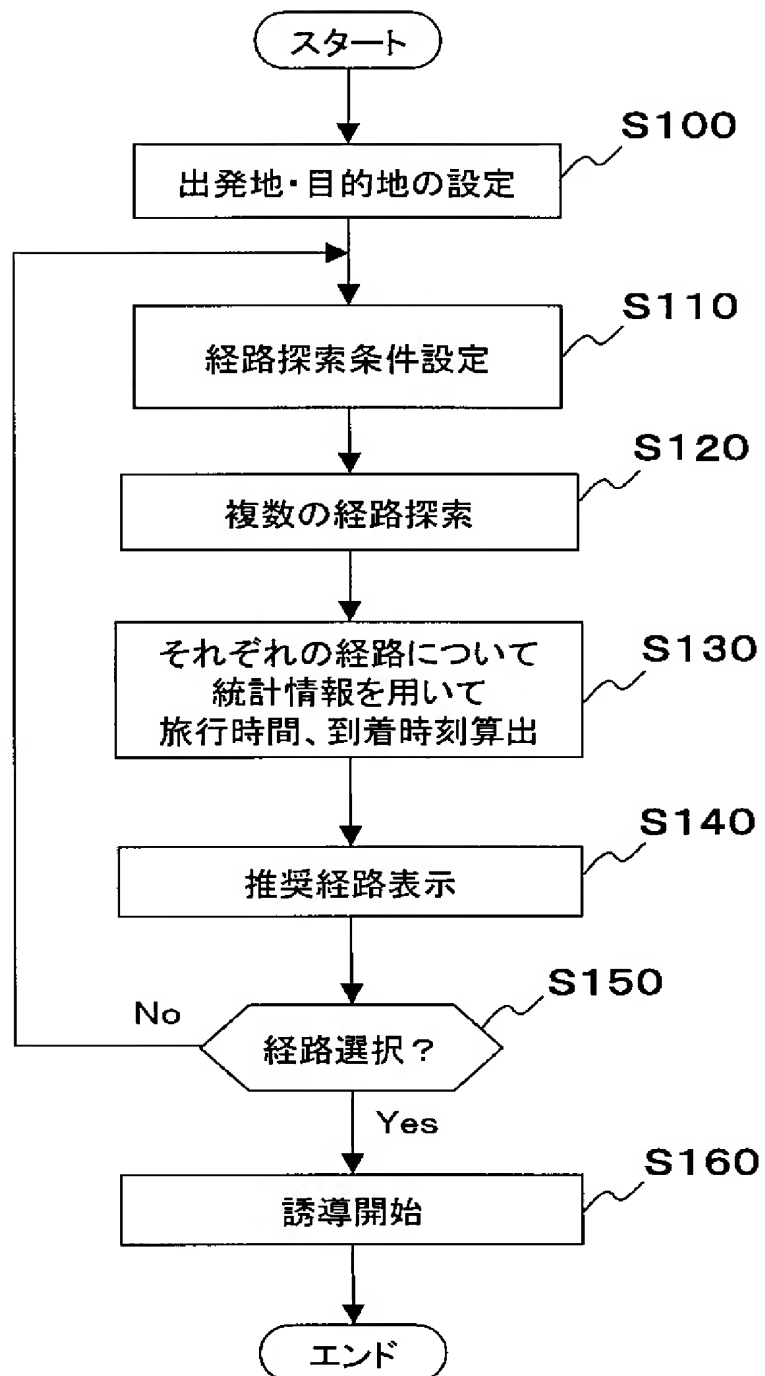 スタート
S100
出発地・目的地の設定
S110
経路探索条件設定
S120
複数の経路探索
S130
それぞれの経路について
統計情報を用いて
旅行時間、到着時刻算出
S140
推奨経路表示
S150
No
経路選択？
Yes
S160
誘導開始
エンド